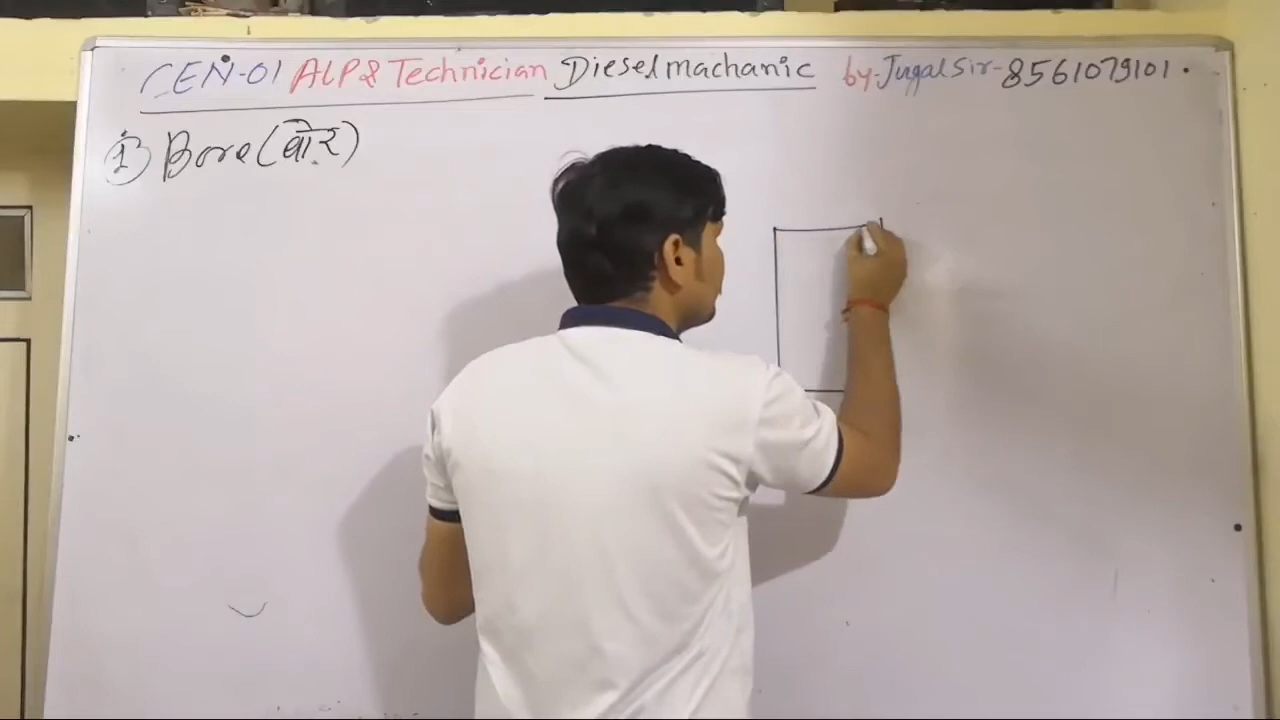 CEN-01 ALP & Technician Diesel machanic by-Jugal Sir-8561079101.
① Bore (बोर)